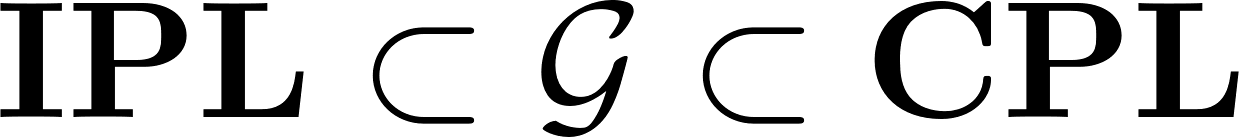 IPL ⊂ 𝒢 ⊂ CPL